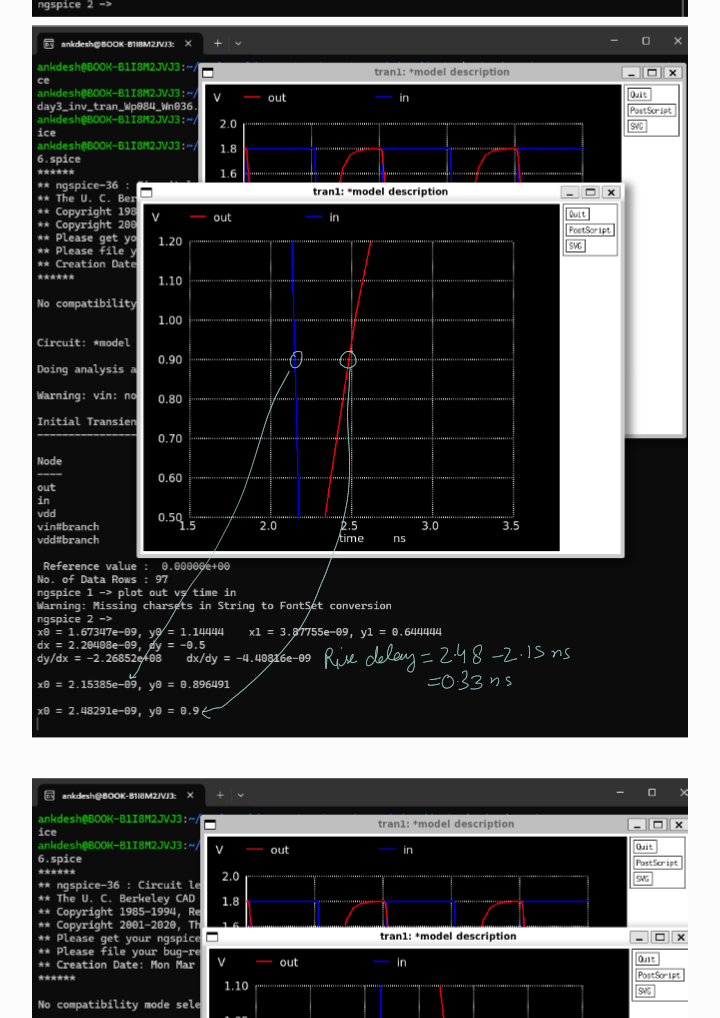 ngspice 2 ->
ankdesh@BOOK-B1I8M2JVJ3: × + ⌄
ankdesh@BOOK-B1I8M2JVJ3:~/
ce
day3_inv_tran_Wp084_Wn036.
ankdesh@BOOK-B1I8M2JVJ3:~/
ice
ankdesh@BOOK-B1I8M2JVJ3:~/
6.spice
******
** ngspice-36 :
** The U. C. Ber
** Copyright 198
** Copyright 200
** Please get yo
** Please file y
** Creation Date
******
No compatibility
Circuit: *model
Doing analysis a
Warning: vin: no
Initial Transien
Node
----
out
in
vdd
vin#branch
vdd#branch
tran1: *model description
V out in
2.0
1.8
1.6
Quit
PostScript
SVG
tran1: *model description
V out in
1.20
1.10
1.00
0.90
0.80
0.70
0.60
0.50
1.5 2.0 2.5 3.0 3.5
time ns
Quit
PostScript
SVG
Reference value : 0.00000e+00
No. of Data Rows : 97
ngspice 1 -> plot out vs time in
Warning: Missing charsets in String to FontSet conversion
ngspice 2 ->
x0 = 1.67347e-09, y0 = 1.14444 x1 = 3.87755e-09, y1 = 0.644444
dx = 2.20408e-09, dy = -0.5
dy/dx = -2.26852e+08 dx/dy = -4.40816e-09
x0 = 2.15385e-09, y0 = 0.896491
x0 = 2.48291e-09, y0 = 0.9
Rise delay = 2.48 - 2.15 ns
= 0.33 ns
ankdesh@BOOK-B1I8M2JVJ3: × + ⌄
ankdesh@BOOK-B1I8M2JVJ3:~/
ice
ankdesh@BOOK-B1I8M2JVJ3:~/
6.spice
******
** ngspice-36 : Circuit le
** The U. C. Berkeley CAD
** Copyright 1985-1994, Re
** Copyright 2001-2020, Th
** Please get your ngspice
** Please file your bug-re
** Creation Date: Mon Mar
******
No compatibility mode sele
tran1: *model description
V out in
2.0
1.8
1.6
Quit
PostScript
SVG
tran1: *model description
V out in
1.10
Quit
PostScript
SVG